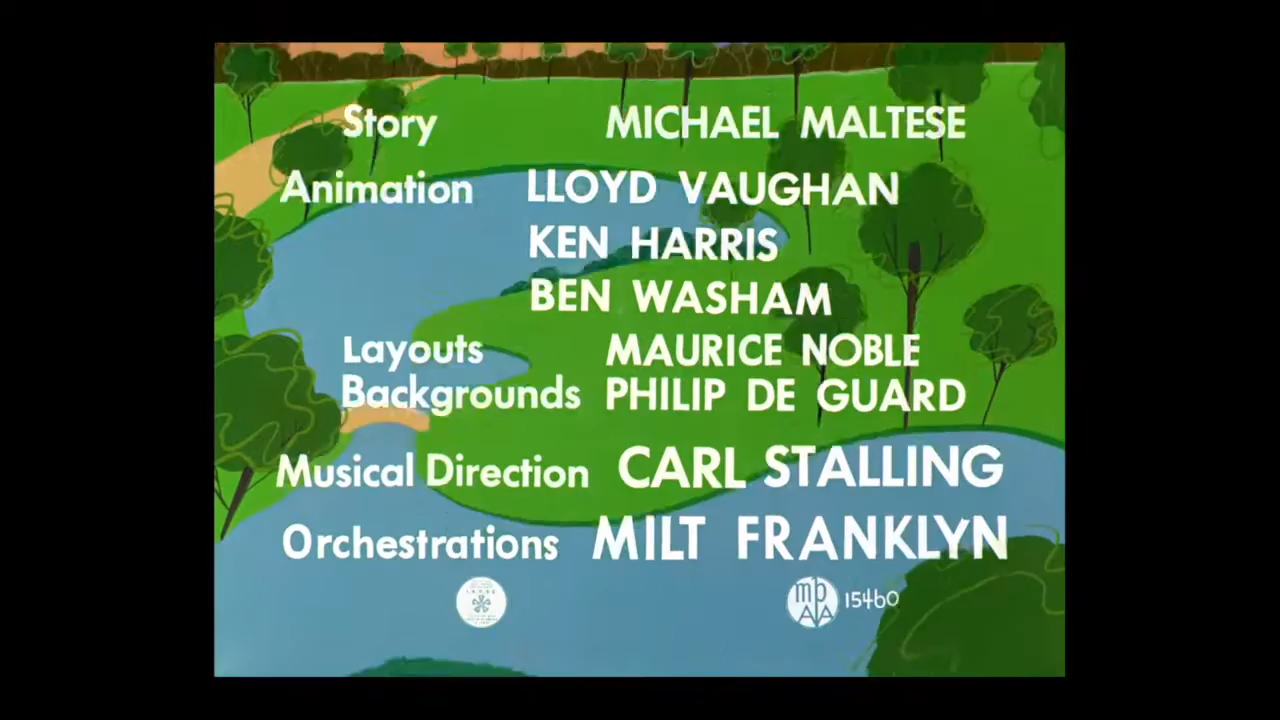 Story MICHAEL MALTESE
Animation LLOYD VAUGHAN
KEN HARRIS
BEN WASHAM
Layouts MAURICE NOBLE
Backgrounds PHILIP DE GUARD
Musical Direction CARL STALLING
Orchestrations MILT FRANKLYN
mpAA 15460